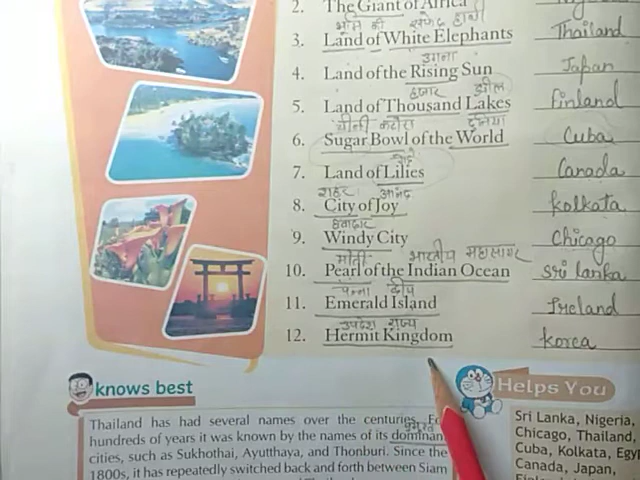 2. The Giant of Africa
भूमि की सफेद हाथी
3. Land of White Elephants Thailand
उगना
4. Land of the Rising Sun Japan
हजार झील
5. Land of Thousand Lakes Finland
चीनी कटोरा दुनिया
6. Sugar Bowl of the World Cuba
7. Land of Lilies Canada
शहर आनंद
8. City of Joy Kolkata
हवादार
9. Windy City Chicago
मोती भारतीय महासागर
10. Pearl of the Indian Ocean Sri lanka
पन्ना द्वीप
11. Emerald Island Ireland
उपदेश राज्य
12. Hermit Kingdom korea
knows best
Thailand has had several names over the centuries.
hundreds of years it was known by the names of its
cities, such as Sukhothai, Ayutthaya, and Thonburi. Since the
1800s, it has repeatedly switched back and forth between Siam
Helps You
Sri Lanka, Nigeria,
Chicago, Thailand,
Cuba, Kolkata,
Canada, Japan,